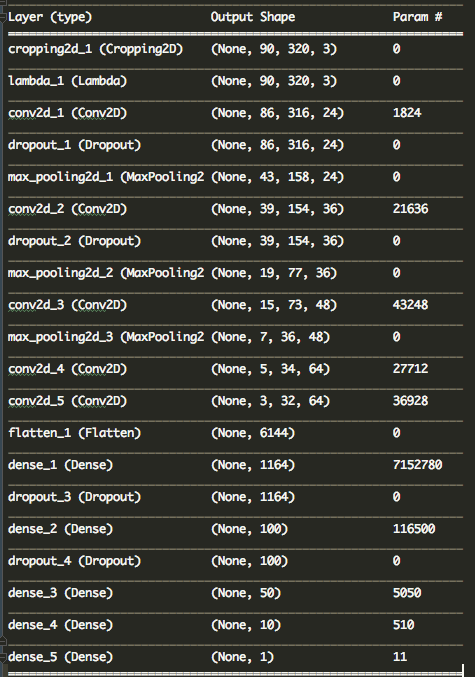 Layer (type) Output Shape Param #
cropping2d_1 (Cropping2D) (None, 90, 320, 3) 0
lambda_1 (Lambda) (None, 90, 320, 3) 0
conv2d_1 (Conv2D) (None, 86, 316, 24) 1824
dropout_1 (Dropout) (None, 86, 316, 24) 0
max_pooling2d_1 (MaxPooling2 (None, 43, 158, 24) 0
conv2d_2 (Conv2D) (None, 39, 154, 36) 21636
dropout_2 (Dropout) (None, 39, 154, 36) 0
max_pooling2d_2 (MaxPooling2 (None, 19, 77, 36) 0
conv2d_3 (Conv2D) (None, 15, 73, 48) 43248
max_pooling2d_3 (MaxPooling2 (None, 7, 36, 48) 0
conv2d_4 (Conv2D) (None, 5, 34, 64) 27712
conv2d_5 (Conv2D) (None, 3, 32, 64) 36928
flatten_1 (Flatten) (None, 6144) 0
dense_1 (Dense) (None, 1164) 7152780
dropout_3 (Dropout) (None, 1164) 0
dense_2 (Dense) (None, 100) 116500
dropout_4 (Dropout) (None, 100) 0
dense_3 (Dense) (None, 50) 5050
dense_4 (Dense) (None, 10) 510
dense_5 (Dense) (None, 1) 11